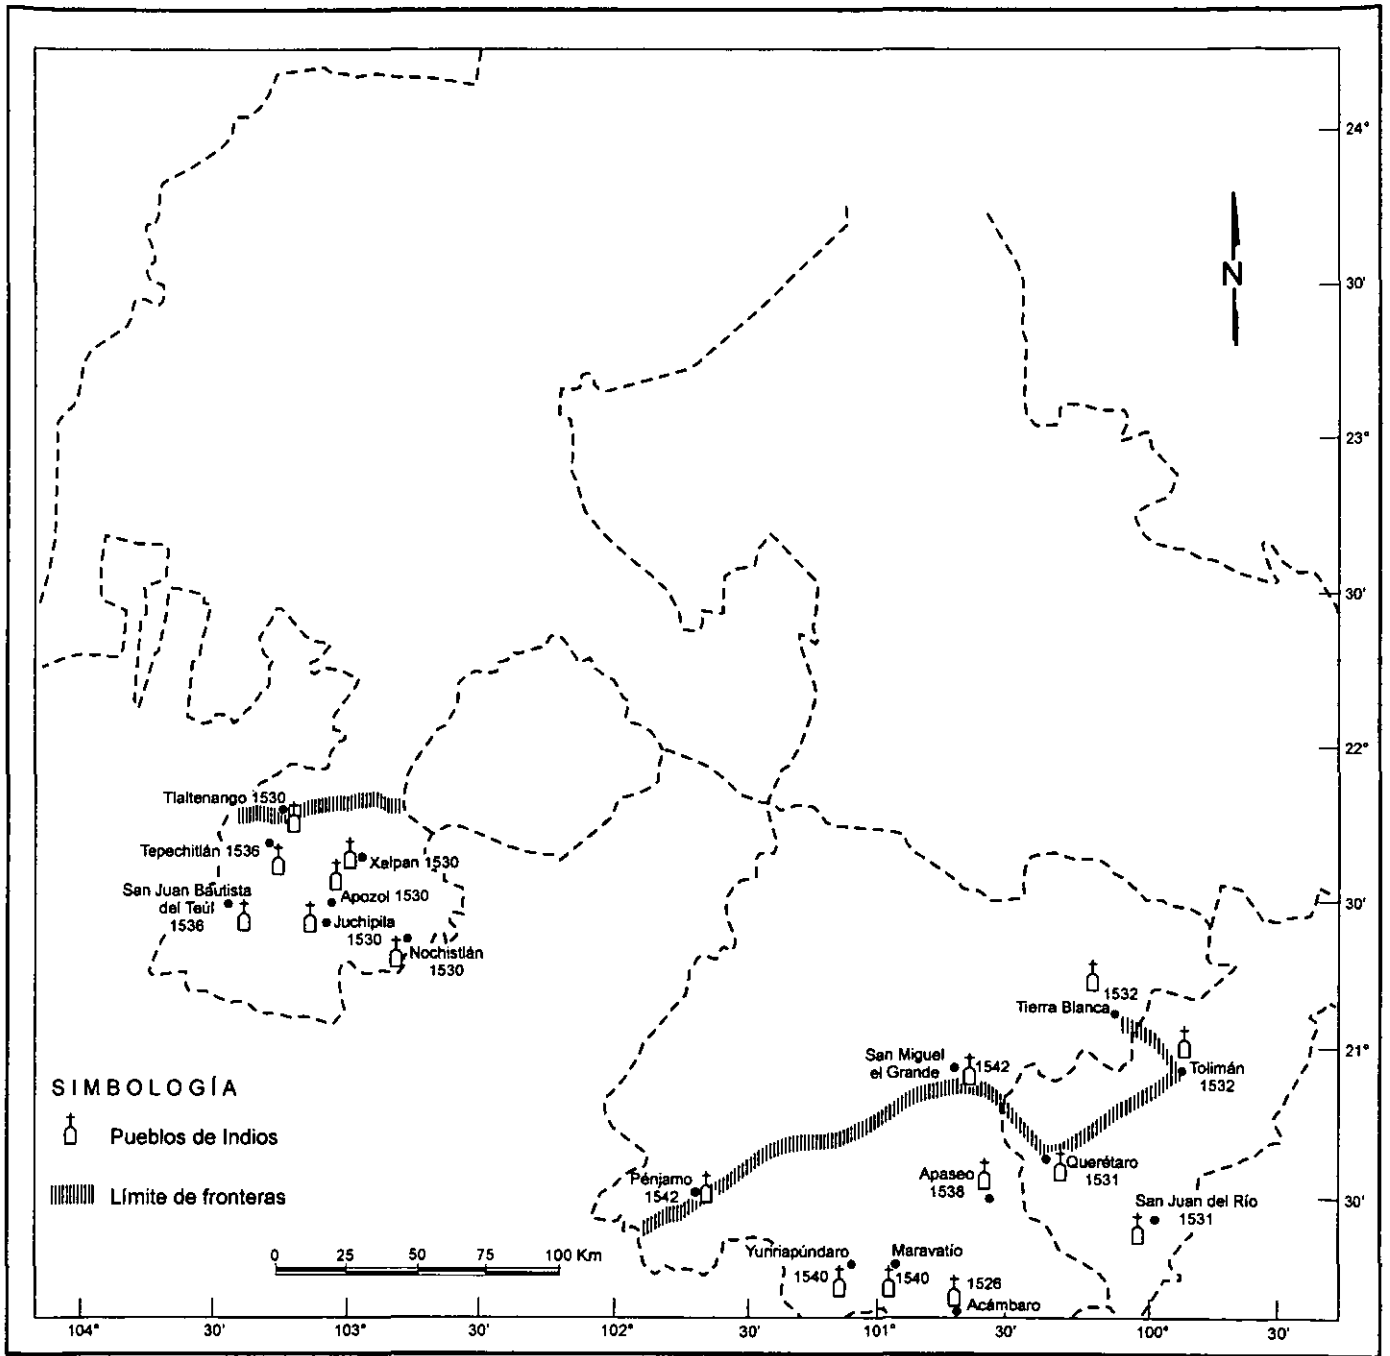 24°
30'
N
23°
30'
22°
Tlaltenango 1530
Tepechitlán 1536
Xalpan 1530
San Juan Bautista
del Teúl
1536
Apozol 1530
Juchipila
1530
Nochistlán
1530
30'
1532
Tierra Blanca
San Miguel
el Grande
1542
21°
Tolimán
1532
SIMBOLOGÍA
Pueblos de Indios
Límite de fronteras
Pénjamo
1542
Apaseo
1538
Querétaro
1531
San Juan del Río
1531
30'
0 25 50 75 100 Km
Yuririapúndaro
1540
Maravatío
1540
1526
Acámbaro
104° 30' 103° 30' 102° 30' 101° 30' 100° 30'